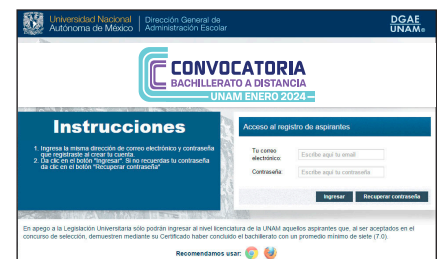 Universidad Nacional
Autónoma de México
Dirección General de
Administración Escolar
DGAE
UNAM
CONVOCATORIA
BACHILLERATO A DISTANCIA
UNAM ENERO 2024
Instrucciones
1. Ingresa la misma dirección de correo electrónico y contraseña
que registraste al crear tu cuenta.
2. Da clic en el botón "Ingresar". Si no recuerdas tu contraseña
da clic en el botón "Recuperar contraseña"
Acceso al registro de aspirantes
Tu correo
electrónico:
Escribe aquí tu email
Contraseña:
Escribe aquí tu contraseña
Ingresar
Recuperar contraseña
En apego a la Legislación Universitaria sólo podrán ingresar al nivel licenciatura de la UNAM aquellos aspirantes que, al ser aceptados en el
concurso de selección, demuestren mediante su Certificado haber concluido el bachillerato con un promedio mínimo de siete (7.0).
Recomendamos usar: